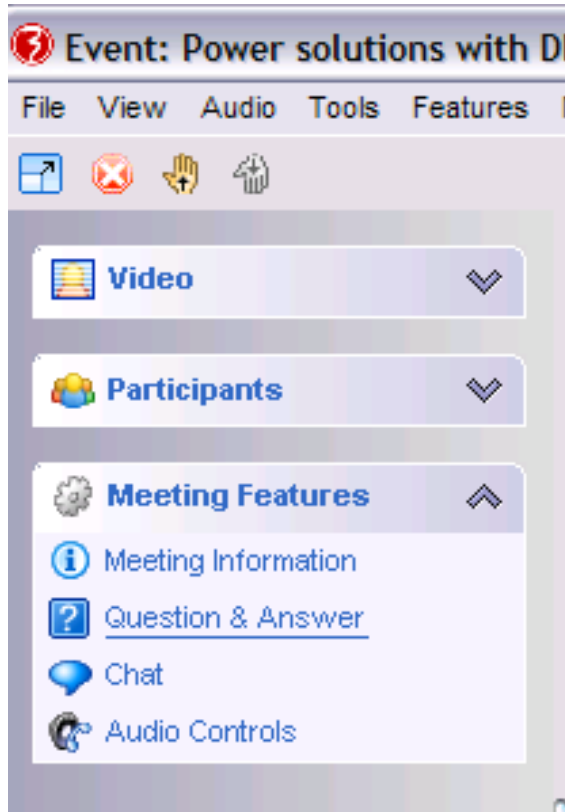 Event: Power solutions with
File View Audio Tools Features
Video
Participants
Meeting Features
Meeting Information
Question & Answer
Chat
Audio Controls